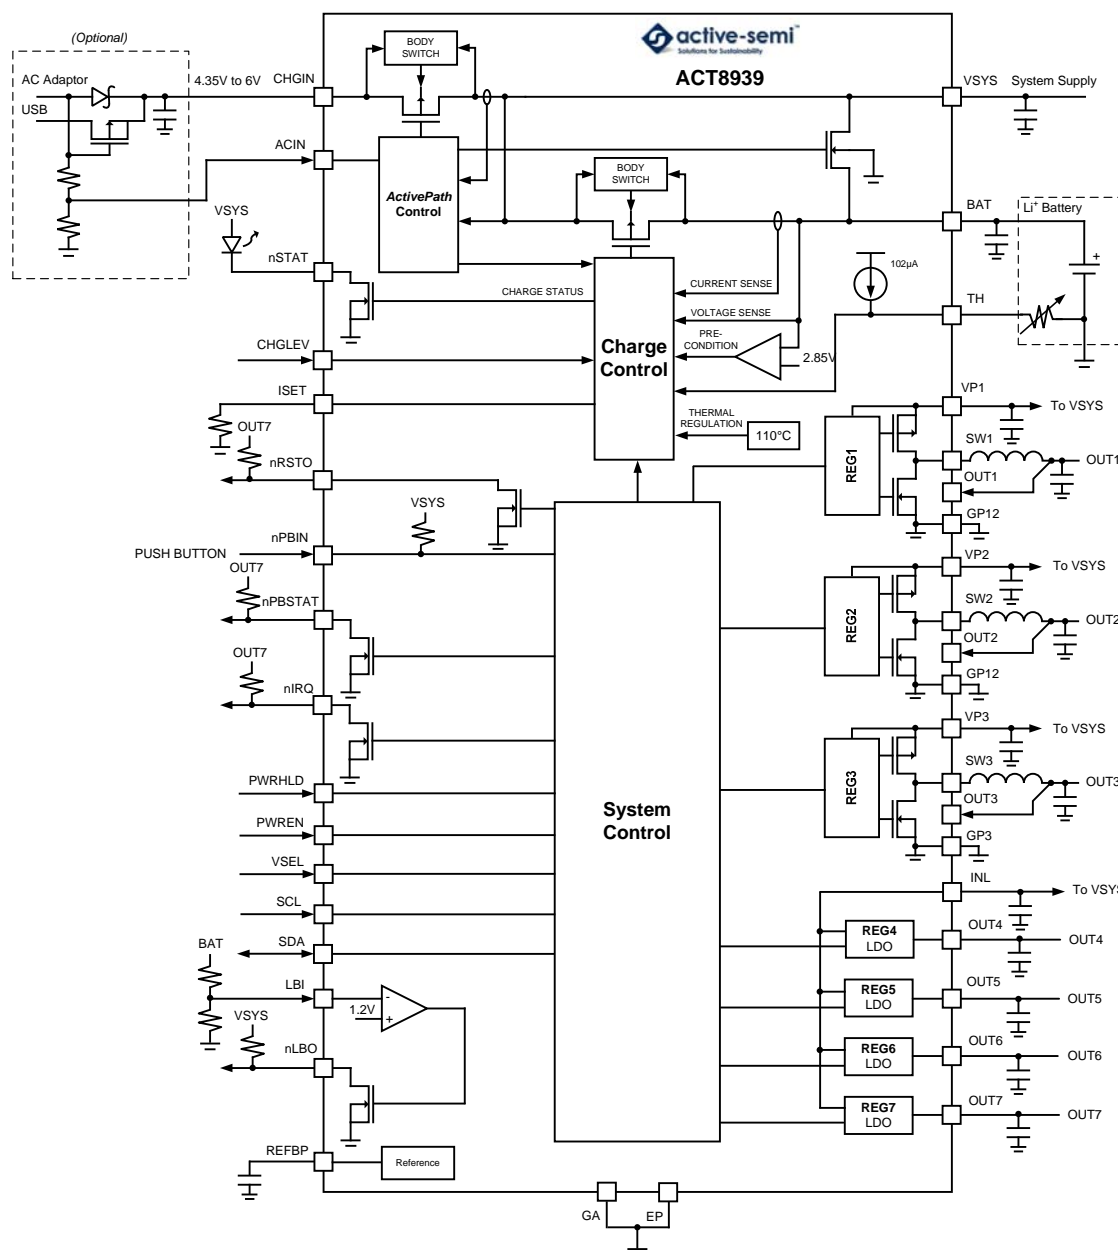 (Optional)
AC Adaptor
USB
4.35V to 6V
CHGIN
BODY
SWITCH
active-semi™
Solutions for Sustainability
ACT8939
VSYS
System Supply
ACIN
ActivePath
Control
BODY
SWITCH
BAT
Li+ Battery
+
VSYS
nSTAT
CHARGE STATUS
CURRENT SENSE
VOLTAGE SENSE
PRE-
CONDITION
2.85V
102µA
TH
Charge
Control
CHGLEV
ISET
THERMAL
REGULATION
110°C
OUT7
nRSTO
VP1
To VSYS
REG1
SW1
OUT1
OUT1
GP12
VSYS
nPBIN
PUSH BUTTON
OUT7
nPBSTAT
VP2
To VSYS
REG2
SW2
OUT2
OUT2
GP12
OUT7
nIRQ
VP3
To VSYS
REG3
SW3
OUT3
OUT3
GP3
PWRHLD
PWREN
VSEL
SCL
SDA
System
Control
INL
To VSYS
REG4
LDO
OUT4
OUT4
REG5
LDO
OUT5
OUT5
REG6
LDO
OUT6
OUT6
REG7
LDO
OUT7
OUT7
BAT
LBI
1.2V
-
+
VSYS
nLBO
REFBP
Reference
GA
EP